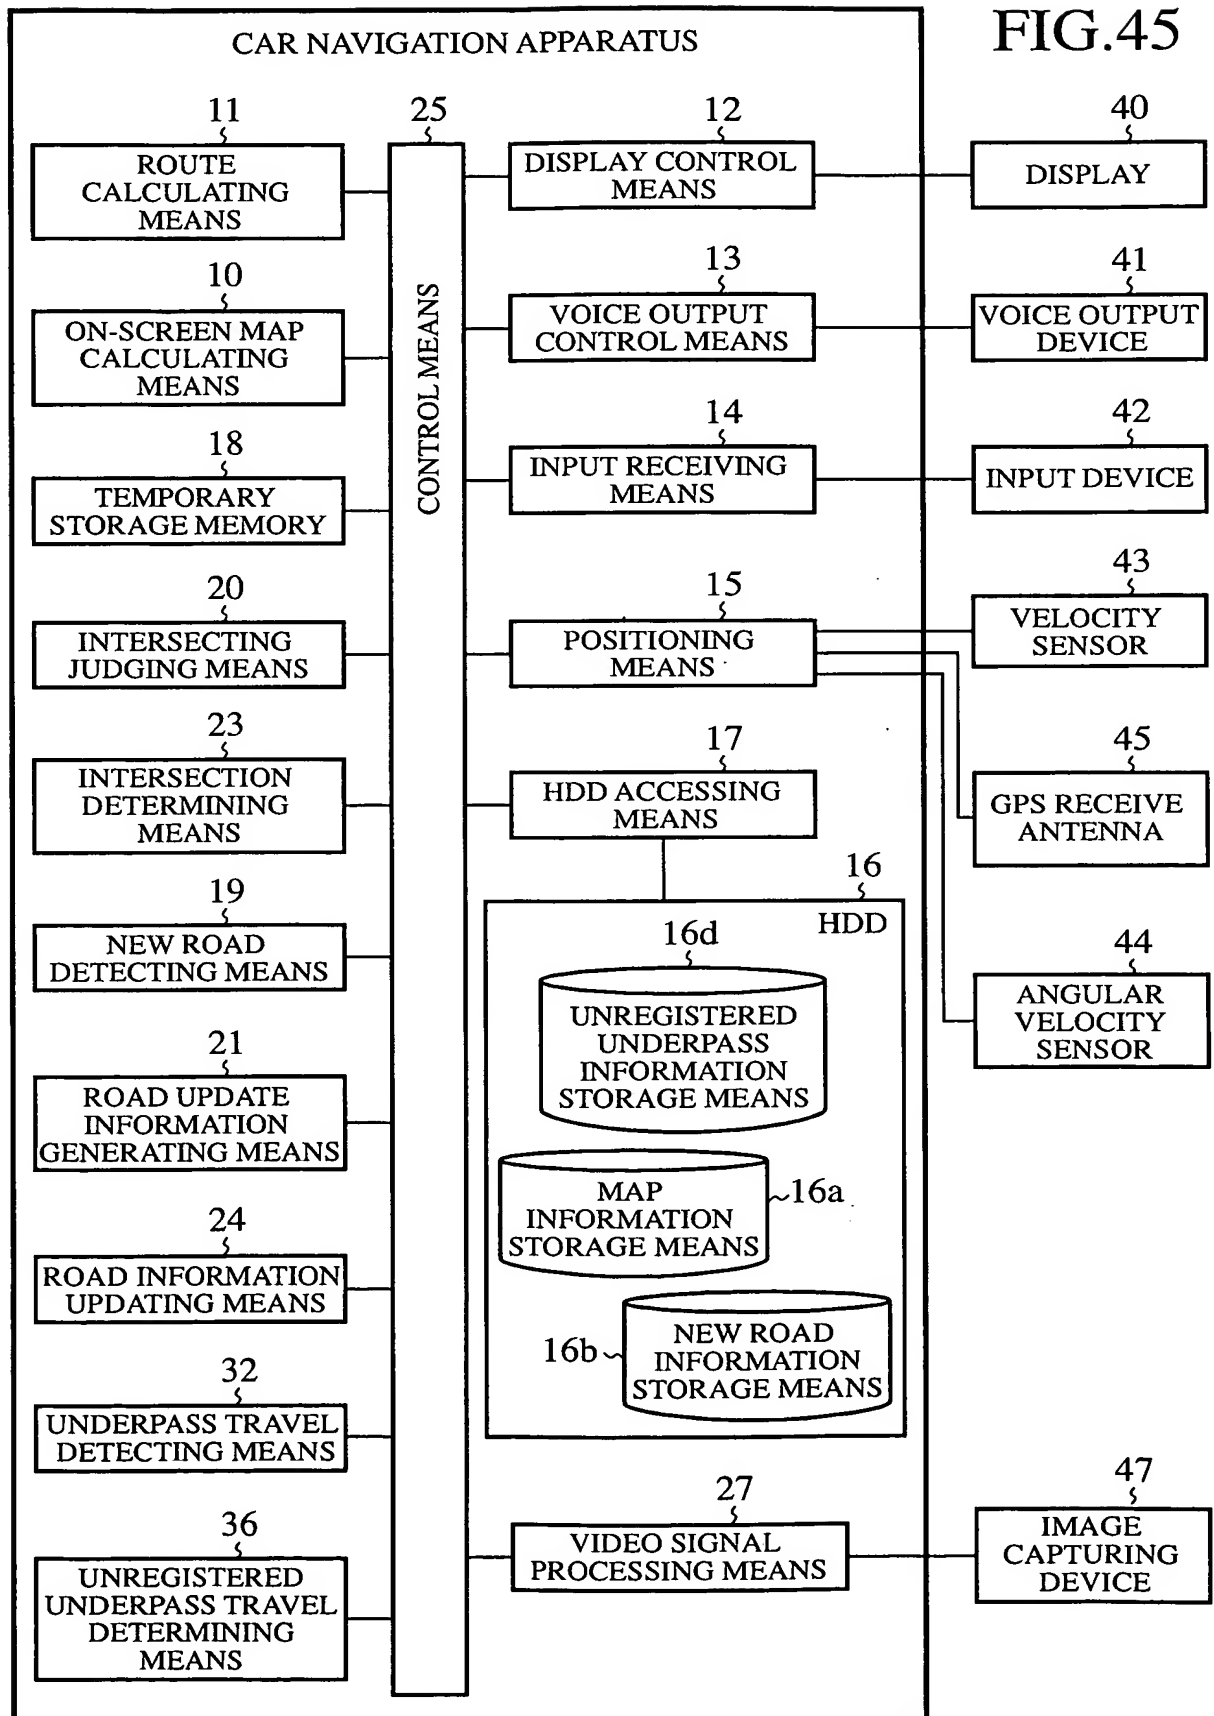 FIG.45
CAR NAVIGATION APPARATUS
11
ROUTE
CALCULATING
MEANS
10
ON-SCREEN MAP
CALCULATING
MEANS
18
TEMPORARY
STORAGE MEMORY
20
INTERSECTING
JUDGING MEANS
23
INTERSECTION
DETERMINING
MEANS
19
NEW ROAD
DETECTING MEANS
21
ROAD UPDATE
INFORMATION
GENERATING MEANS
24
ROAD INFORMATION
UPDATING MEANS
32
UNDERPASS TRAVEL
DETECTING MEANS
36
UNREGISTERED
UNDERPASS TRAVEL
DETERMINING
MEANS
25
CONTROL MEANS
12
DISPLAY CONTROL
MEANS
13
VOICE OUTPUT
CONTROL MEANS
14
INPUT RECEIVING
MEANS
15
POSITIONING
MEANS
17
HDD ACCESSING
MEANS
16
HDD
16d
UNREGISTERED
UNDERPASS
INFORMATION
STORAGE MEANS
MAP
INFORMATION
STORAGE MEANS
16a
16b
NEW ROAD
INFORMATION
STORAGE MEANS
27
VIDEO SIGNAL
PROCESSING MEANS
40
DISPLAY
41
VOICE OUTPUT
DEVICE
42
INPUT DEVICE
43
VELOCITY
SENSOR
45
GPS RECEIVE
ANTENNA
44
ANGULAR
VELOCITY
SENSOR
47
IMAGE
CAPTURING
DEVICE